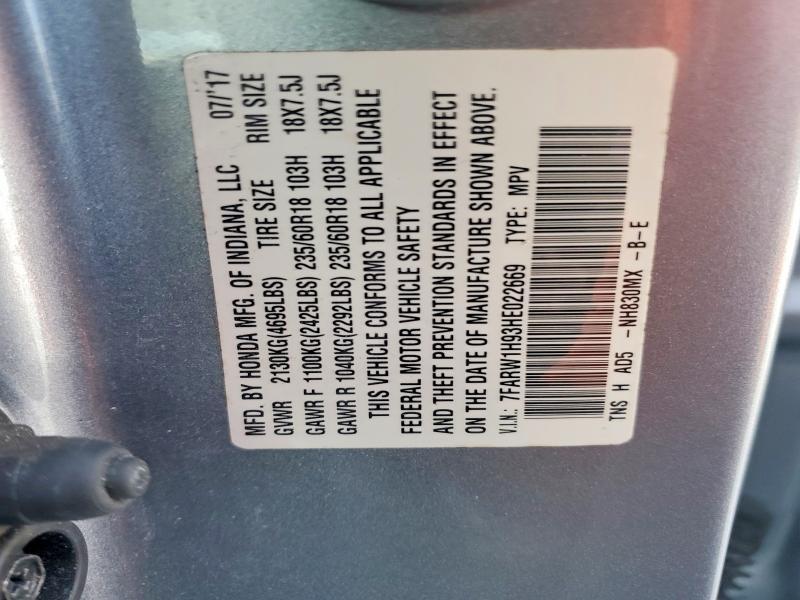 MFD. BY HONDA MFG. OF INDIANA, LLC 07/'17
GVWR 2130KG(4695LBS) TIRE SIZE RIM SIZE
GAWR F 1100KG(2425LBS) 235/60R18 103H 18X7.5J
GAWR R 1040KG(2292LBS) 235/60R18 103H 18X7.5J
THIS VEHICLE CONFORMS TO ALL APPLICABLE
FEDERAL MOTOR VEHICLE SAFETY
AND THEFT PREVENTION STANDARDS IN EFFECT
ON THE DATE OF MANUFACTURE SHOWN ABOVE.
V.I.N.: 7FARW1H93HE022669 TYPE: MPV
TNS H AD5 -NH830MX -B-E